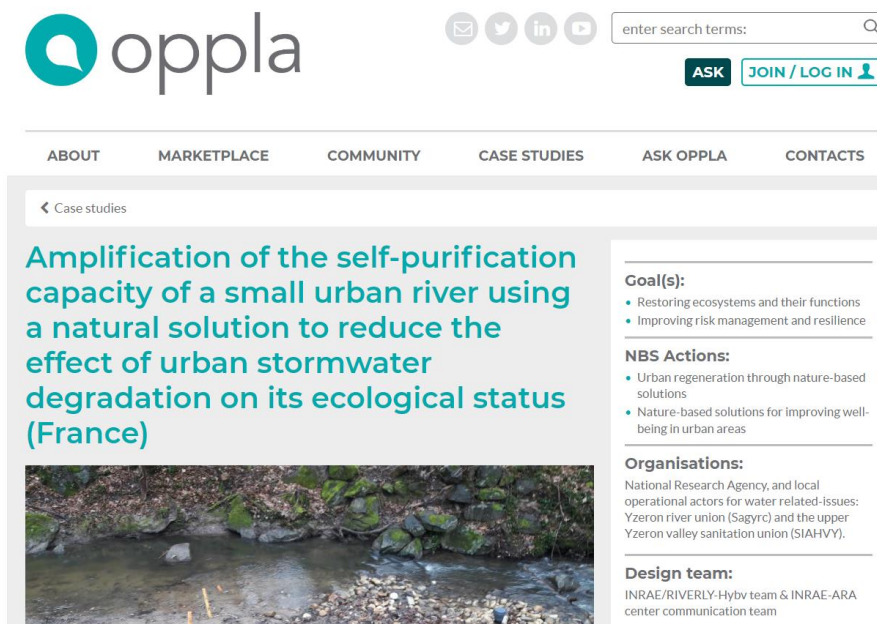 oppla
enter search terms:
ASK
JOIN / LOG IN
ABOUT MARKETPLACE COMMUNITY CASE STUDIES ASK OPPLA CONTACTS
Case studies
Amplification of the self-purification
capacity of a small urban river using
a natural solution to reduce the
effect of urban stormwater
degradation on its ecological status
(France)
Goal(s):
Restoring ecosystems and their functions
Improving risk management and resilience
NBS Actions:
Urban regeneration through nature-based
solutions
Nature-based solutions for improving well-
being in urban areas
Organisations:
National Research Agency, and local
operational actors for water related-issues:
Yzeron river union (Sagyrc) and the upper
Yzeron valley sanitation union (SIAHVY).
Design team:
INRAE/RIVERLY-Hybv team & INRAE-ARA
center communication team